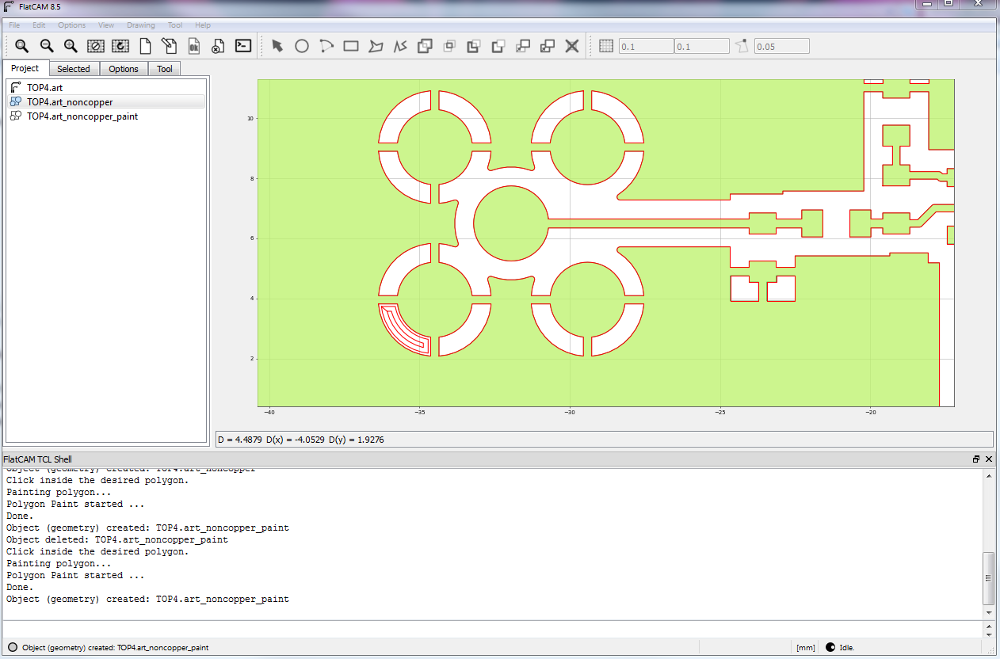 FlatCAM 8.5
File Edit Options View Drawing Tool Help
Ok 0.1 0.1 0.05
Project Selected Options Tool
TOP4.art
TOP4.art_noncopper
TOP4.art_noncopper_paint
10
8
6
4
2
−40 −35 −30 −25 −20
D = 4.4879 D(x) = -4.0529 D(y) = 1.9276
FlatCAM TCL Shell
Object (geometry) created: TOP4.art_noncopper
Click inside the desired polygon.
Painting polygon...
Polygon Paint started ...
Done.
Object (geometry) created: TOP4.art_noncopper_paint
Object deleted: TOP4.art_noncopper_paint
Click inside the desired polygon.
Painting polygon...
Polygon Paint started ...
Done.
Object (geometry) created: TOP4.art_noncopper_paint
Object (geometry) created: TOP4.art_noncopper_paint [mm] Idle.